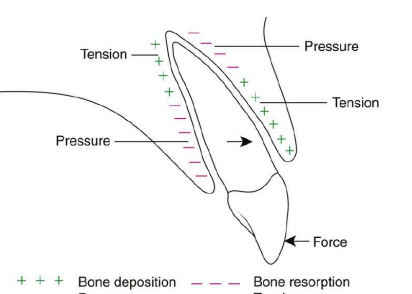 Tension
Pressure
Tension
Pressure
Force
+ + + Bone deposition
– – – Bone resorption